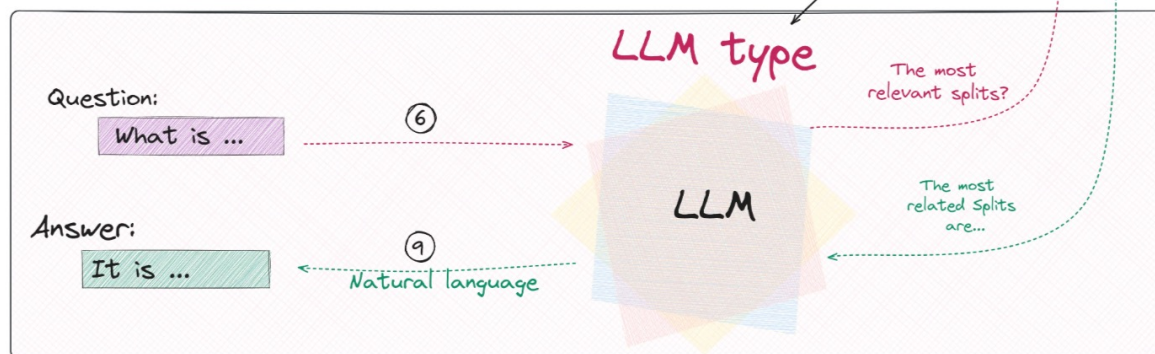 LLM type
Question:
What is ...
6
The most
relevant splits?
LLM
Answer:
It is ...
9
Natural language
The most
related Splits
are...